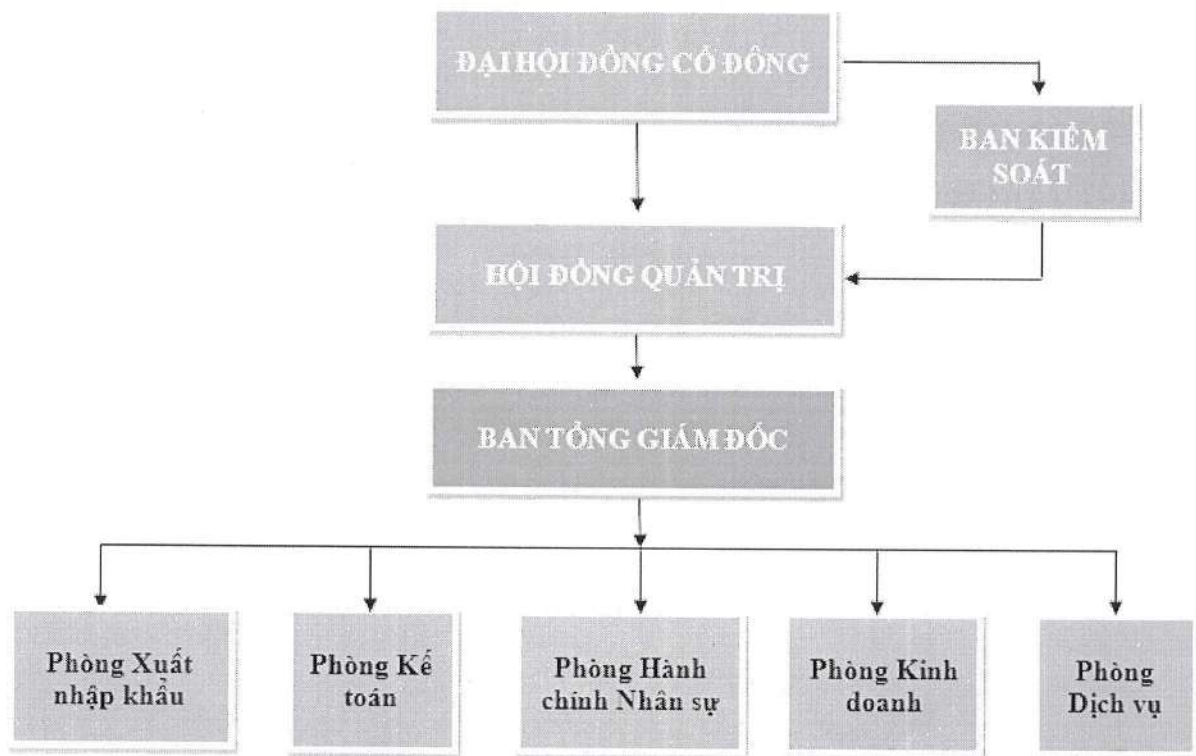 ĐẠI HỘI ĐỒNG CỔ ĐÔNG
BAN KIỂM
SOÁT
HỘI ĐỒNG QUẢN TRỊ
BAN TỔNG GIÁM ĐỐC
Phòng Xuất
nhập khẩu
Phòng Kế
toán
Phòng Hành
chính Nhân sự
Phòng Kinh
doanh
Phòng
Dịch vụ